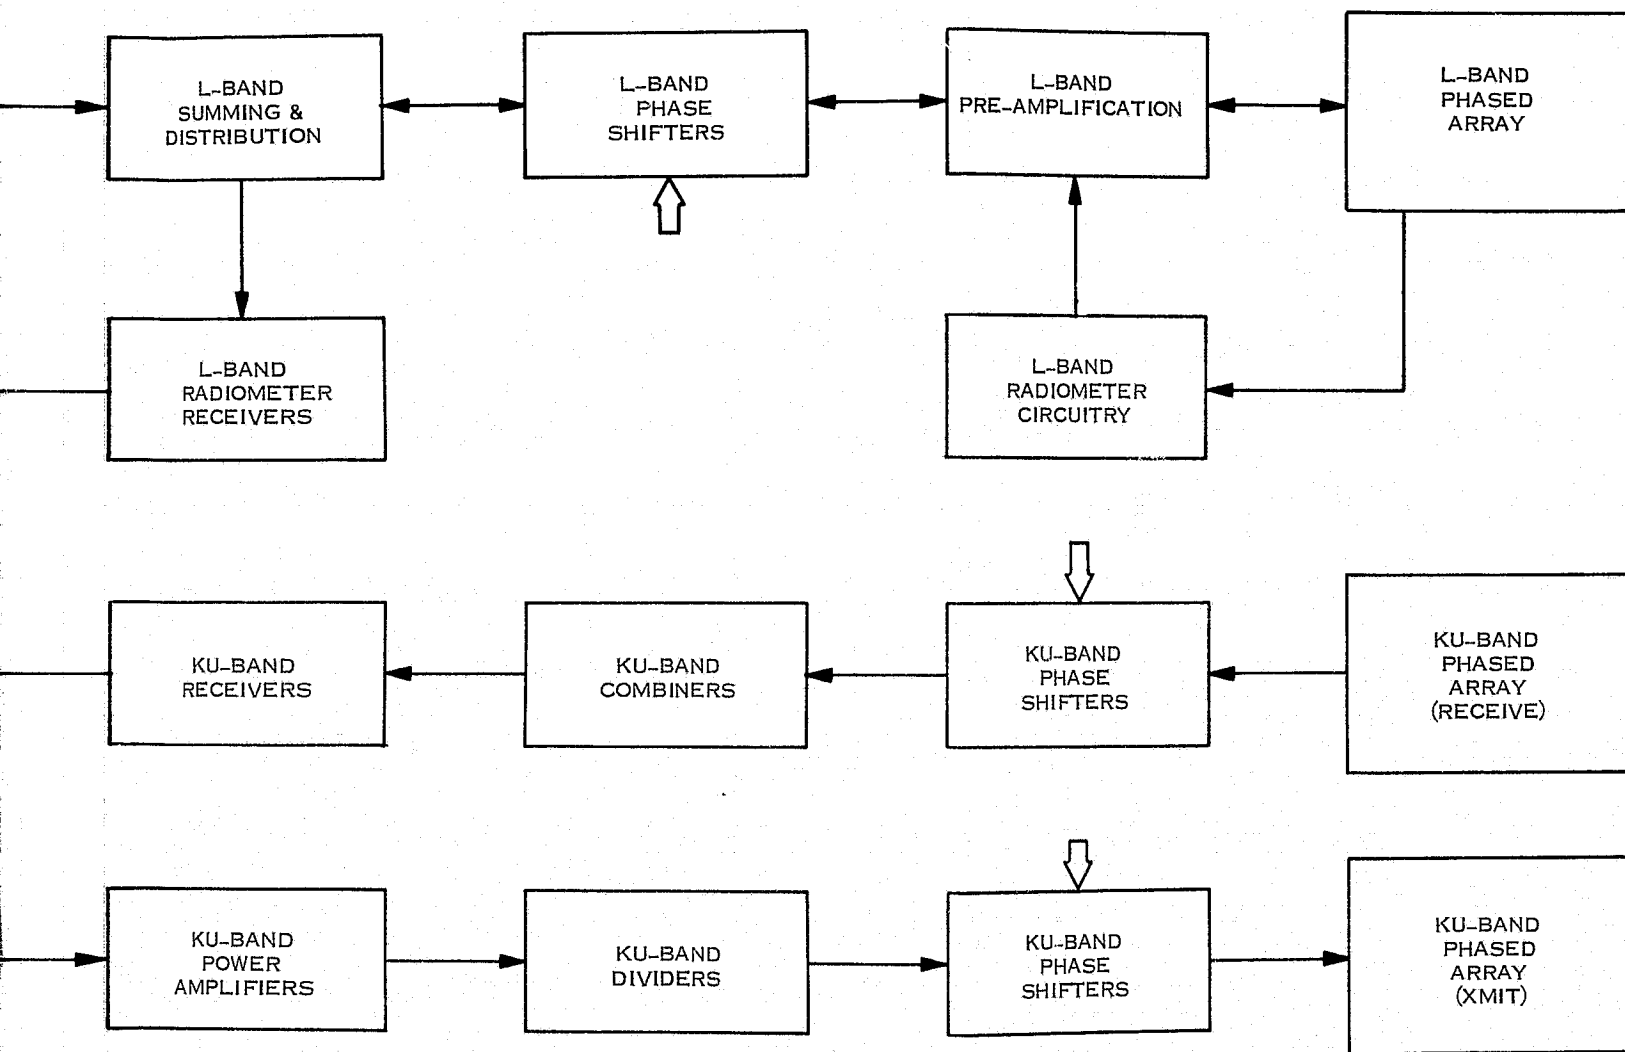 L-BAND
SUMMING &
DISTRIBUTION
L-BAND
PHASE
SHIFTERS
L-BAND
PRE-AMPLIFICATION
L-BAND
PHASED
ARRAY
L-BAND
RADIOMETER
RECEIVERS
L-BAND
RADIOMETER
CIRCUITRY
KU-BAND
RECEIVERS
KU-BAND
COMBINERS
KU-BAND
PHASE
SHIFTERS
KU-BAND
PHASED
ARRAY
(RECEIVE)
KU-BAND
POWER
AMPLIFIERS
KU-BAND
DIVIDERS
KU-BAND
PHASE
SHIFTERS
KU-BAND
PHASED
ARRAY
(XMIT)